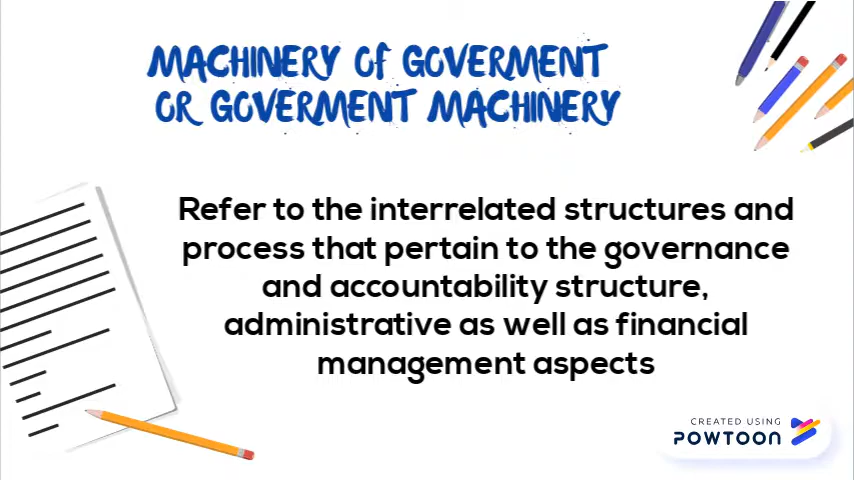 MACHINERY Of GOVERMENT
OR GOVERMENT MACHINERY
Refer to the interrelated structures and
process that pertain to the governance
and accountability structure,
administrative as well as financial
management aspects
CREATED USING
POWTOON